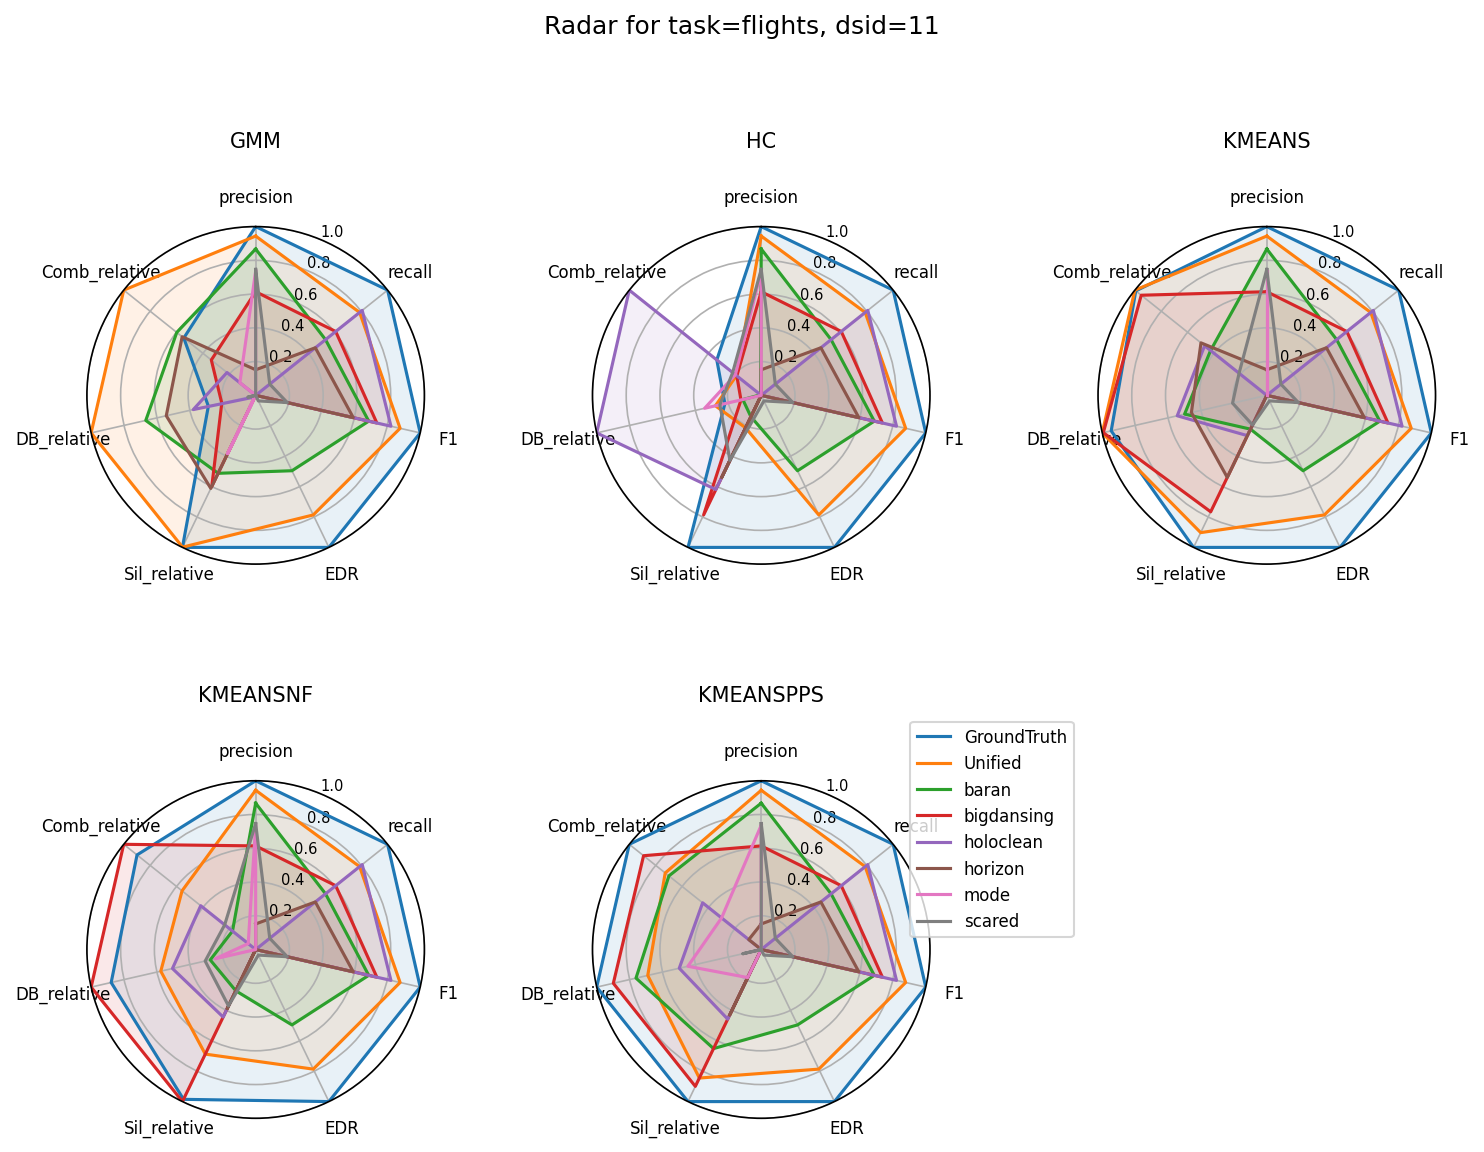 Radar for task=flights, dsid=11
GMM
precision
recall
F1
EDR
Sil_relative
DB_relative
Comb_relative
0.2
0.4
0.6
0.8
1.0
HC
precision
recall
F1
EDR
Sil_relative
DB_relative
Comb_relative
0.2
0.4
0.6
0.8
1.0
KMEANS
precision
recall
F1
EDR
Sil_relative
DB_relative
Comb_relative
0.2
0.4
0.6
0.8
1.0
KMEANSNF
precision
recall
F1
EDR
Sil_relative
DB_relative
Comb_relative
0.2
0.4
0.6
0.8
1.0
KMEANSPPS
precision
recall
F1
EDR
Sil_relative
DB_relative
Comb_relative
0.2
0.4
0.6
0.8
1.0
GroundTruth
Unified
baran
bigdansing
holoclean
horizon
mode
scared